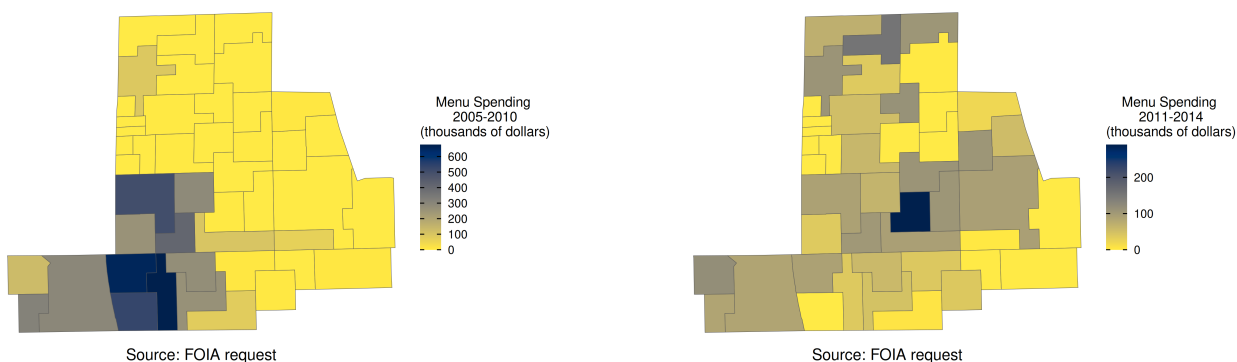 Menu Spending
2005-2010
(thousands of dollars)
600
500
400
300
200
100
0
Source: FOIA request
Menu Spending
2011-2014
(thousands of dollars)
200
100
0
Source: FOIA request